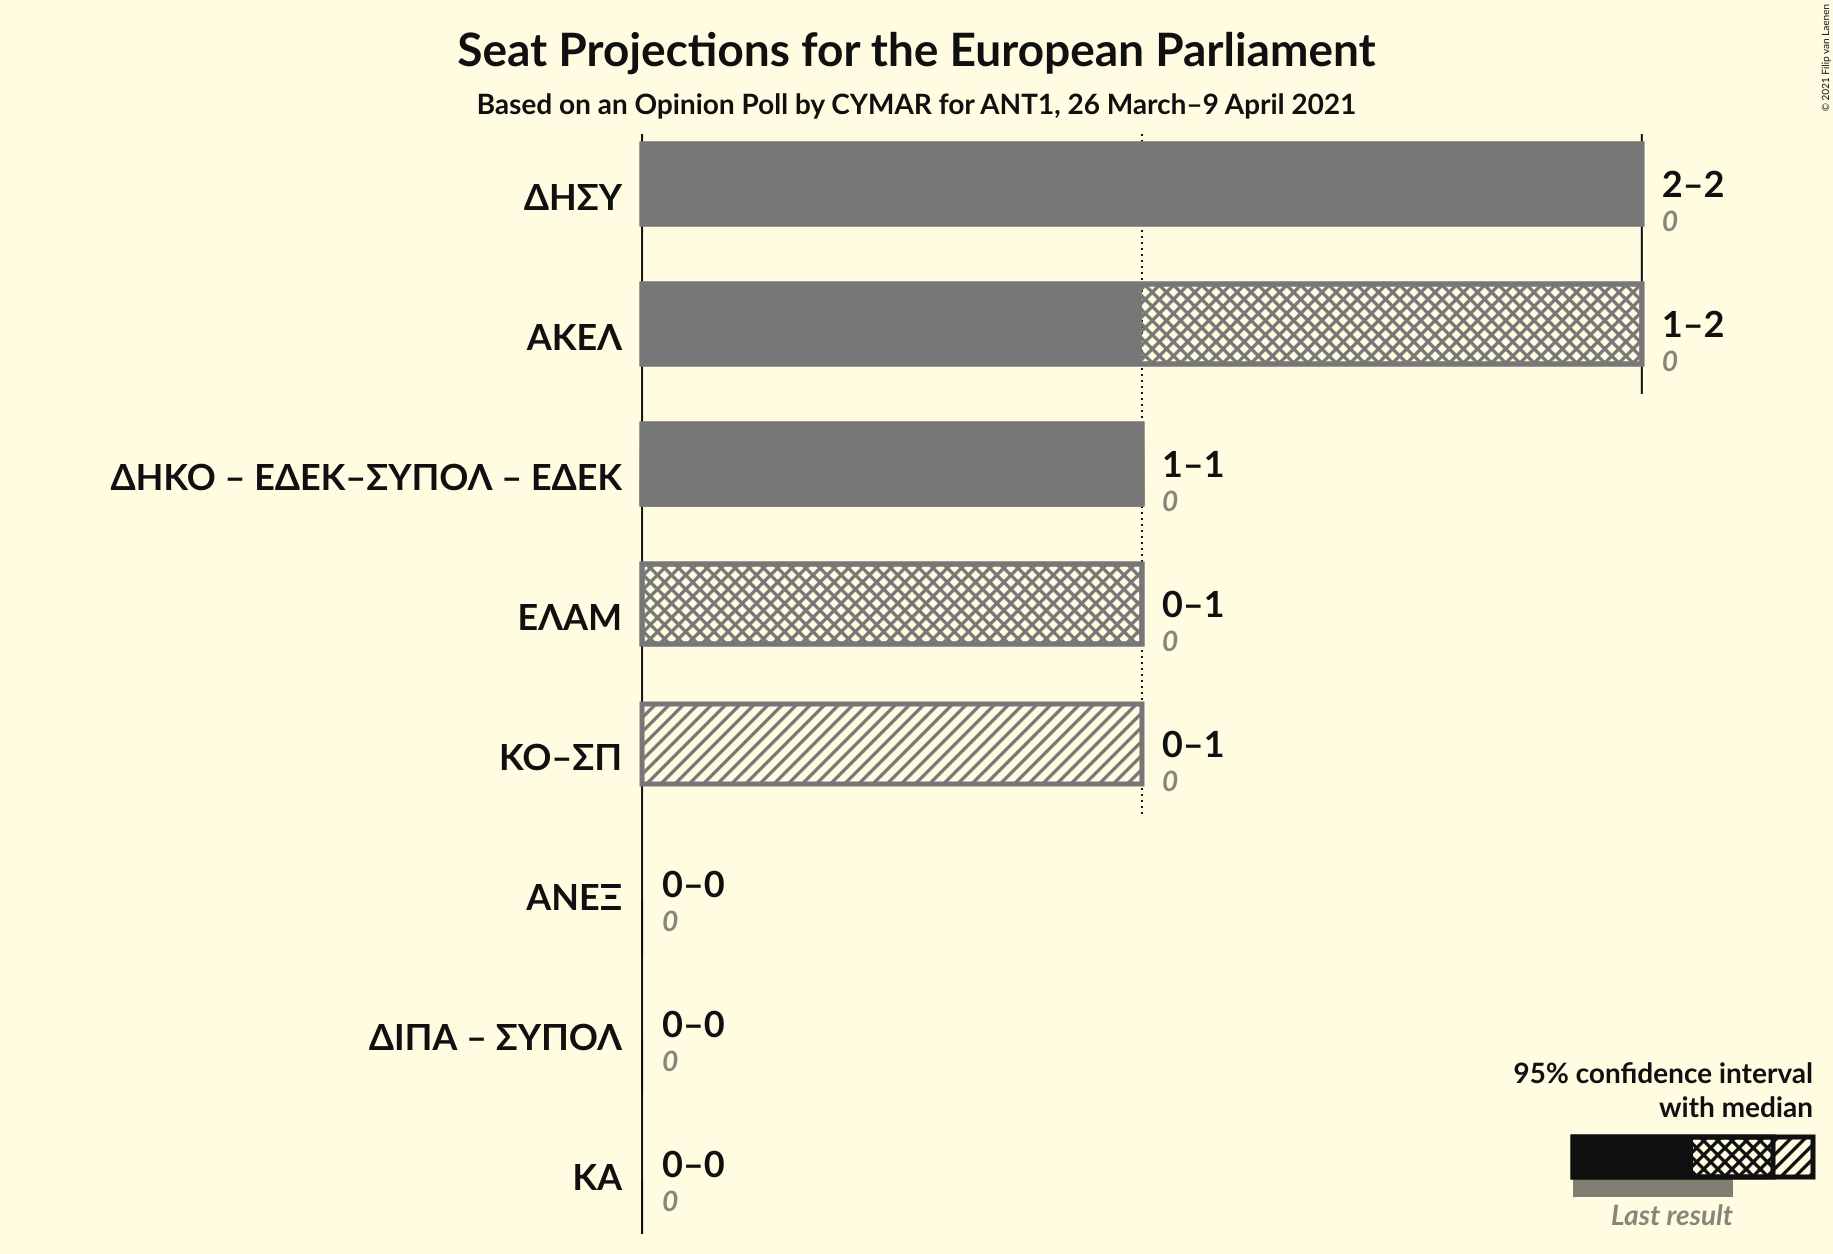 Seat Projections for the European Parliament
Based on an Opinion Poll by CYMAR for ANT1, 26 March–9 April 2021
© 2021 Filip van Laenen
ΔΗΣΥ
2–2
0
ΑΚΕΛ
1–2
0
ΔΗΚΟ – ΕΔΕΚ–ΣΥΠΟΛ – ΕΔΕΚ
1–1
0
ΕΛΑΜ
0–1
0
ΚΟ–ΣΠ
0–1
0
ΑΝΕΞ
0–0
0
ΔΙΠΑ – ΣΥΠΟΛ
0–0
0
ΚΑ
0–0
0
95% confidence interval
with median
Last result